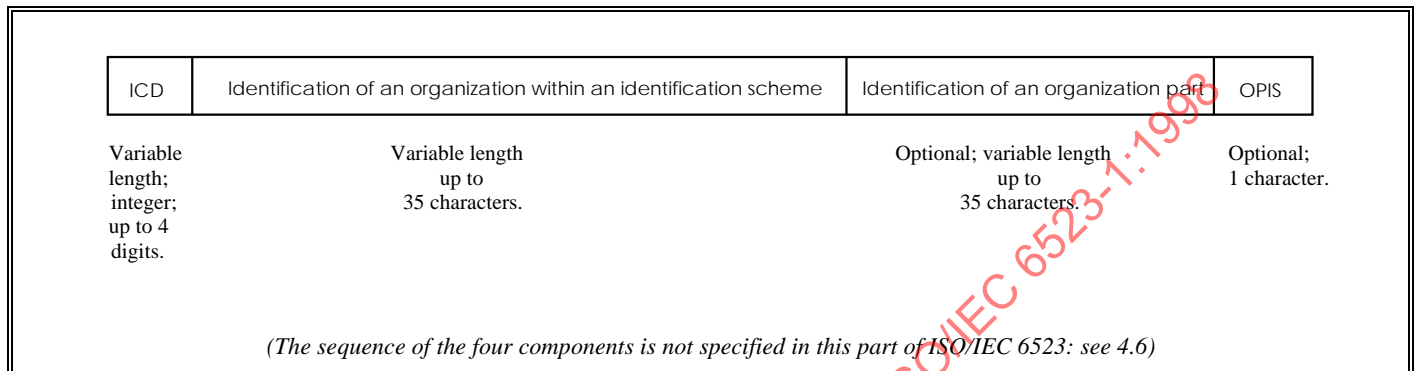 ICD Identification of an organization within an identification scheme Identification of an organization part OPIS
Variable Variable length Optional; variable length Optional;
length; up to up to 1 character.
integer; 35 characters. 35 characters.
up to 4
digits.
(The sequence of the four components is not specified in this part of ISO/IEC 6523: see 4.6)
SO/IEC 6523-1:1998